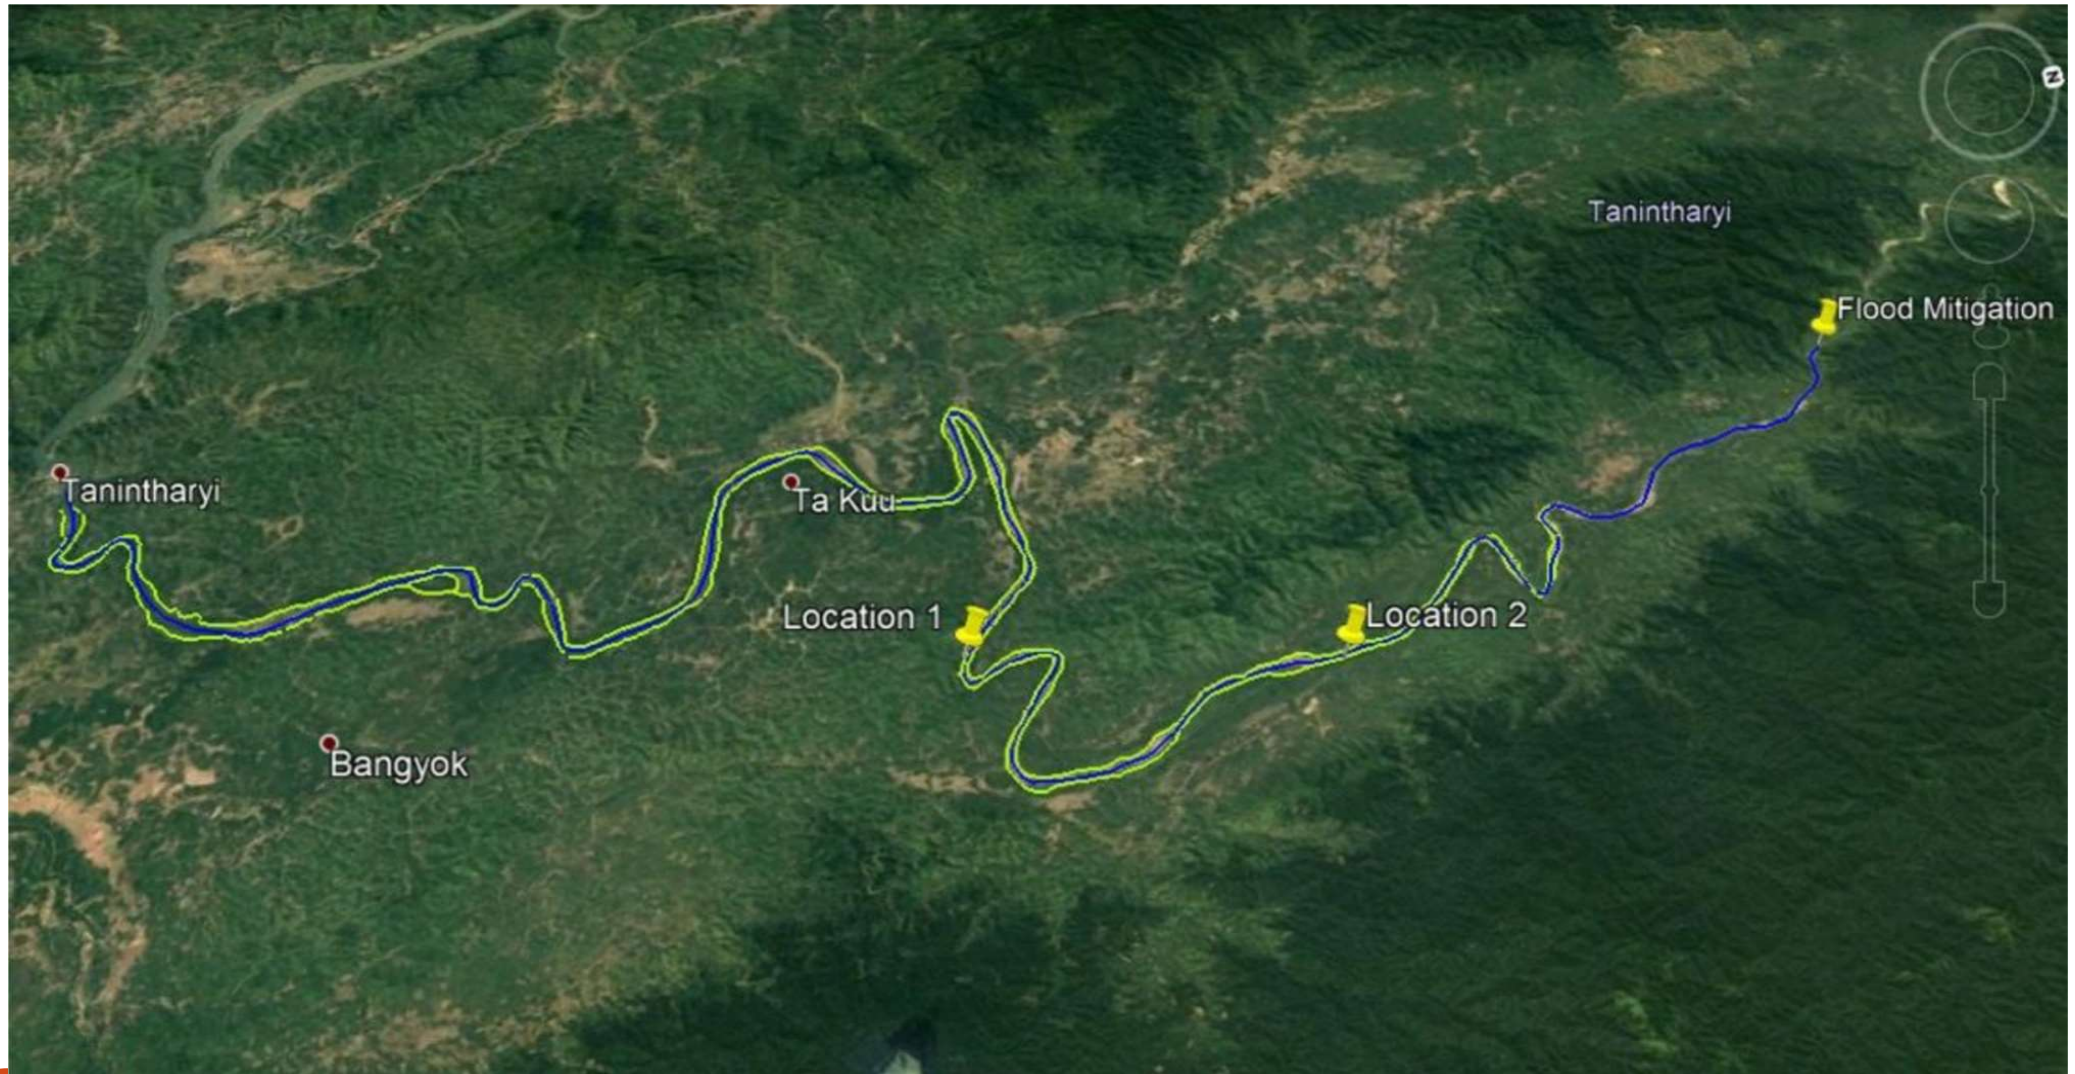 N
Tanintharyi
Flood Mitigation
Tanintharyi
Ta Kuu
Location 1
Location 2
Bangyok